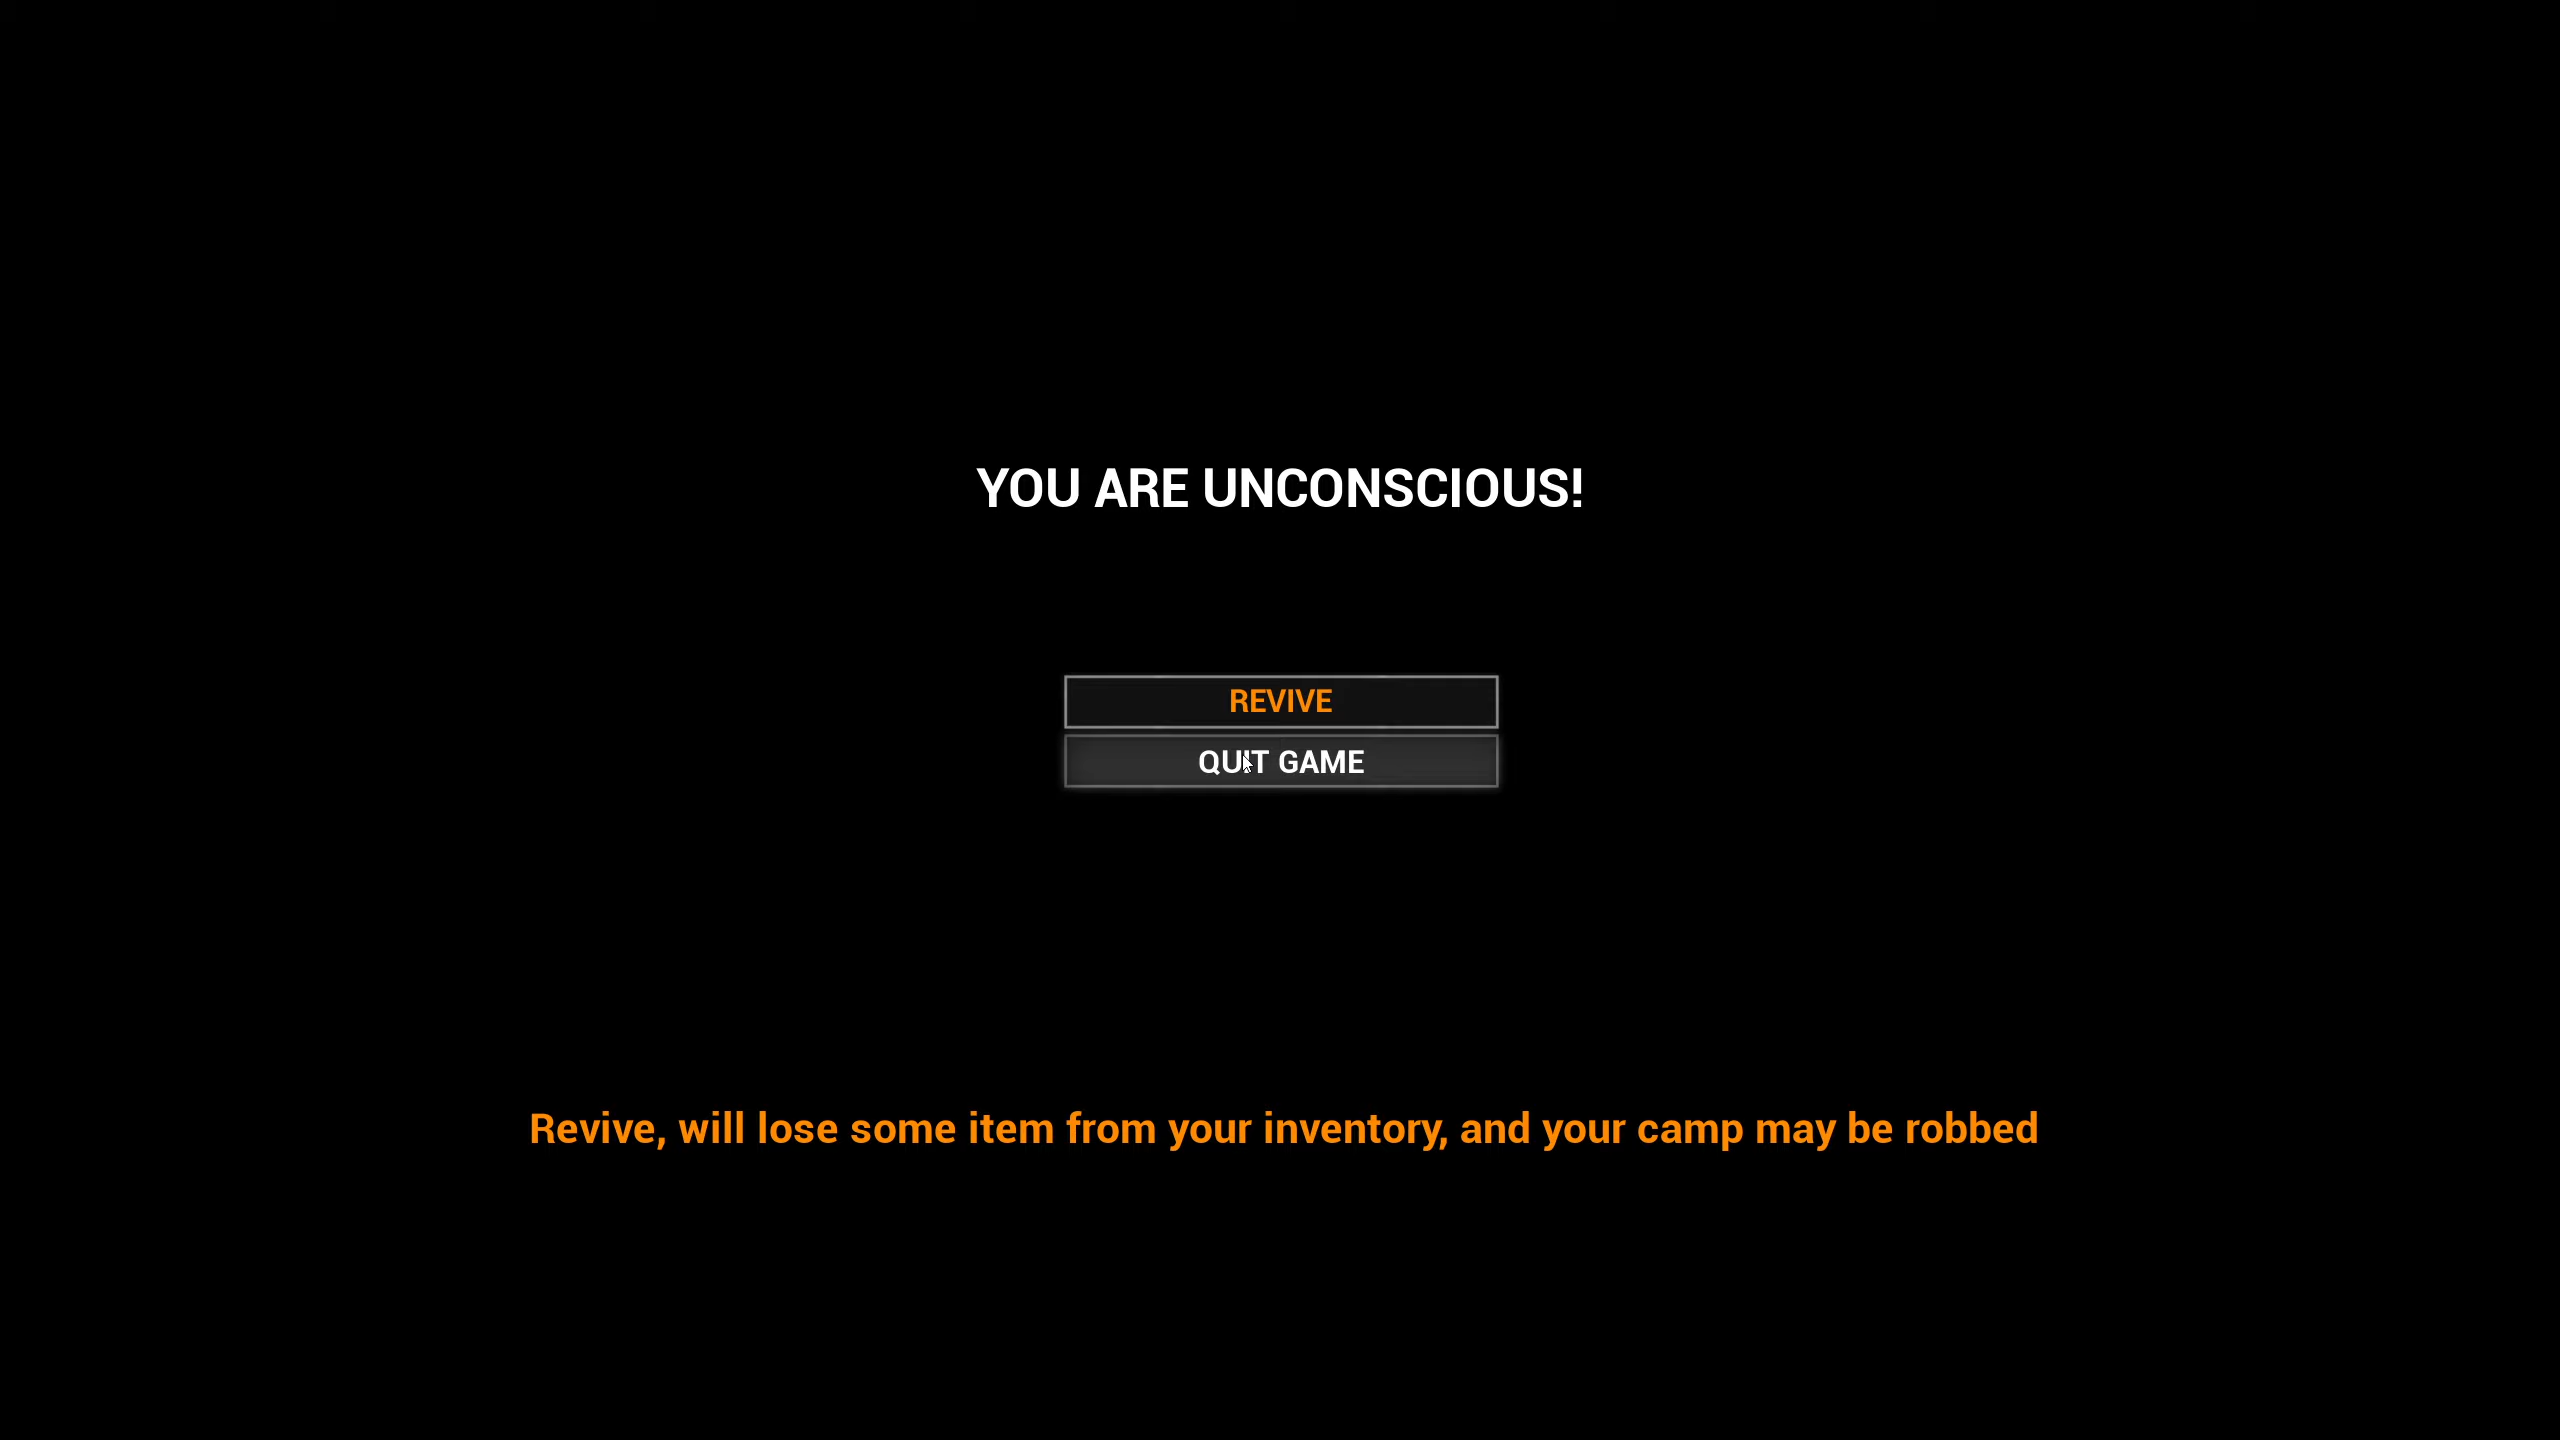 YOU ARE UNCONSCIOUS!
REVIVE
QUIT GAME
Revive, will lose some item from your inventory, and your camp may be robbed